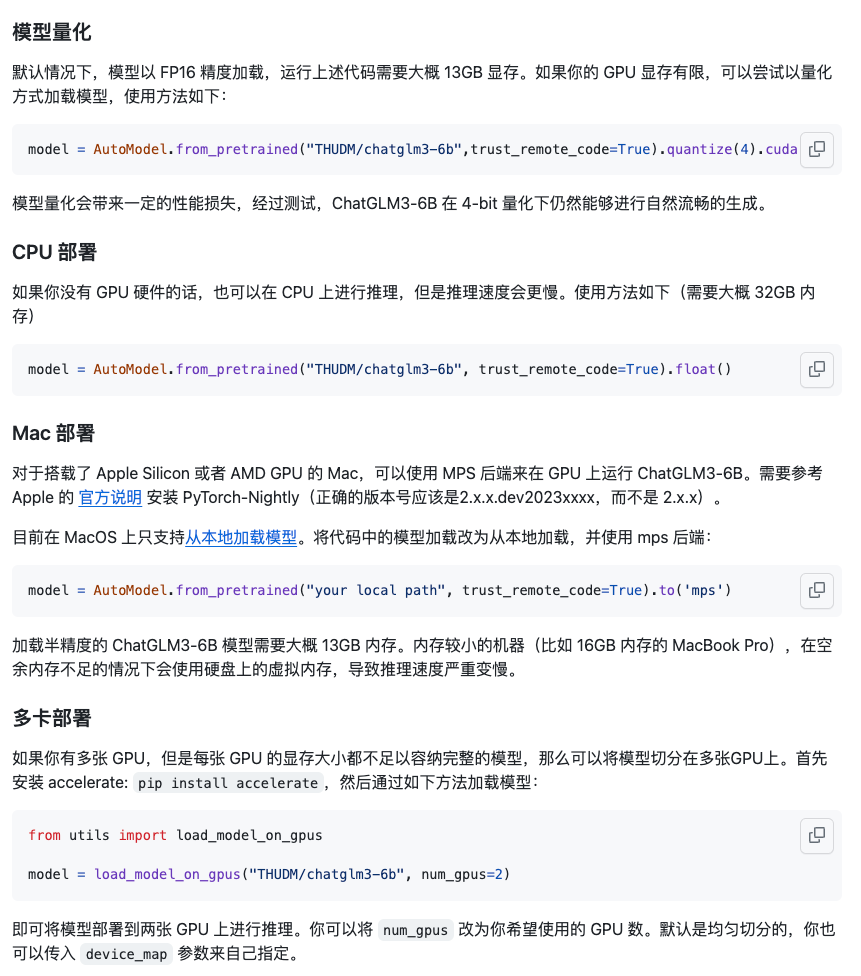 模型量化
默认情况下，模型以 FP16 精度加载，运行上述代码需要大概 13GB 显存。如果你的 GPU 显存有限，可以尝试以量化
方式加载模型，使用方法如下：
model = AutoModel.from_pretrained("THUDM/chatglm3-6b",trust_remote_code=True).quantize(4).cuda
模型量化会带来一定的性能损失，经过测试，ChatGLM3-6B 在 4-bit 量化下仍然能够进行自然流畅的生成。
CPU 部署
如果你没有 GPU 硬件的话，也可以在 CPU 上进行推理，但是推理速度会更慢。使用方法如下（需要大概 32GB 内
存）
model = AutoModel.from_pretrained("THUDM/chatglm3-6b", trust_remote_code=True).float()
Mac 部署
对于搭载了 Apple Silicon 或者 AMD GPU 的 Mac，可以使用 MPS 后端来在 GPU 上运行 ChatGLM3-6B。需要参考
Apple 的 官方说明 安装 PyTorch-Nightly（正确的版本号应该是2.x.x.dev2023xxxx，而不是 2.x.x）。
目前在 MacOS 上只支持从本地加载模型。将代码中的模型加载改为从本地加载，并使用 mps 后端：
model = AutoModel.from_pretrained("your local path", trust_remote_code=True).to('mps')
加载半精度的 ChatGLM3-6B 模型需要大概 13GB 内存。内存较小的机器（比如 16GB 内存的 MacBook Pro），在空
余内存不足的情况下会使用硬盘上的虚拟内存，导致推理速度严重变慢。
多卡部署
如果你有多张 GPU，但是每张 GPU 的显存大小都不足以容纳完整的模型，那么可以将模型切分在多张GPU上。首先
安装 accelerate: pip install accelerate，然后通过如下方法加载模型：
from utils import load_model_on_gpus
model = load_model_on_gpus("THUDM/chatglm3-6b", num_gpus=2)
即可将模型部署到两张 GPU 上进行推理。你可以将 num_gpus 改为你希望使用的 GPU 数。默认是均匀切分的，你也
可以传入 device_map 参数来自己指定。